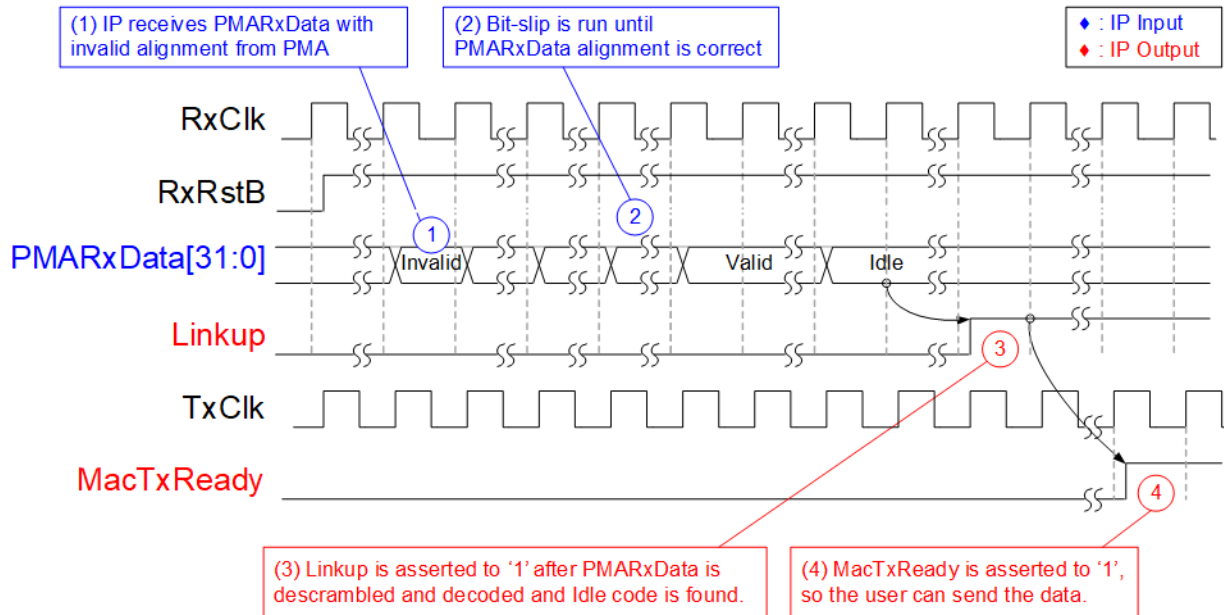 (1) IP receives PMARxData with
invalid alignment from PMA
(2) Bit-slip is run until
PMARxData alignment is correct
♦ : IP Input
♦ : IP Output
RxClk
RxRstB
1
2
PMARxData[31:0]
Invalid
Valid
Idle
Linkup
3
TxClk
MacTxReady
4
(3) Linkup is asserted to ‘1’ after PMARxData is
descrambled and decoded and Idle code is found.
(4) MacTxReady is asserted to ‘1’,
so the user can send the data.